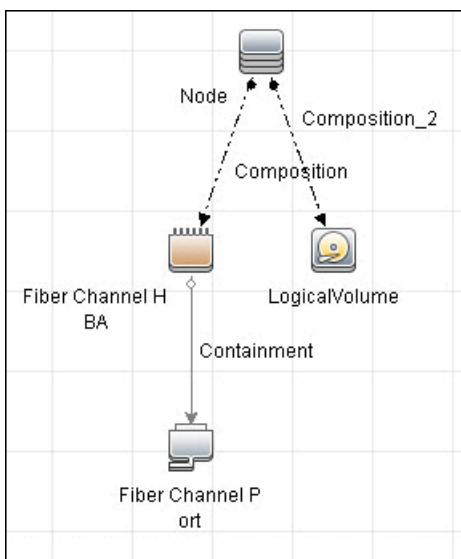 Node
Composition_2
Composition
Fiber Channel H
BA
LogicalVolume
Containment
Fiber Channel P
ort